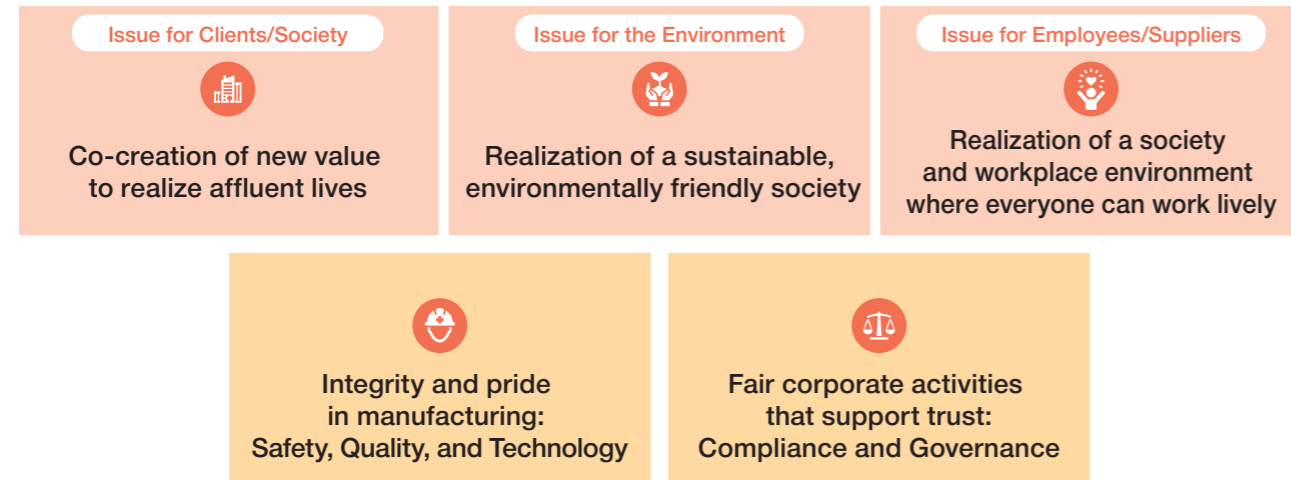 Issue for Clients/Society
Co-creation of new value
to realize affluent lives
Issue for the Environment
Realization of a sustainable,
environmentally friendly society
Issue for Employees/Suppliers
Realization of a society
and workplace environment
where everyone can work lively
Integrity and pride
in manufacturing:
Safety, Quality, and Technology
Fair corporate activities
that support trust:
Compliance and Governance